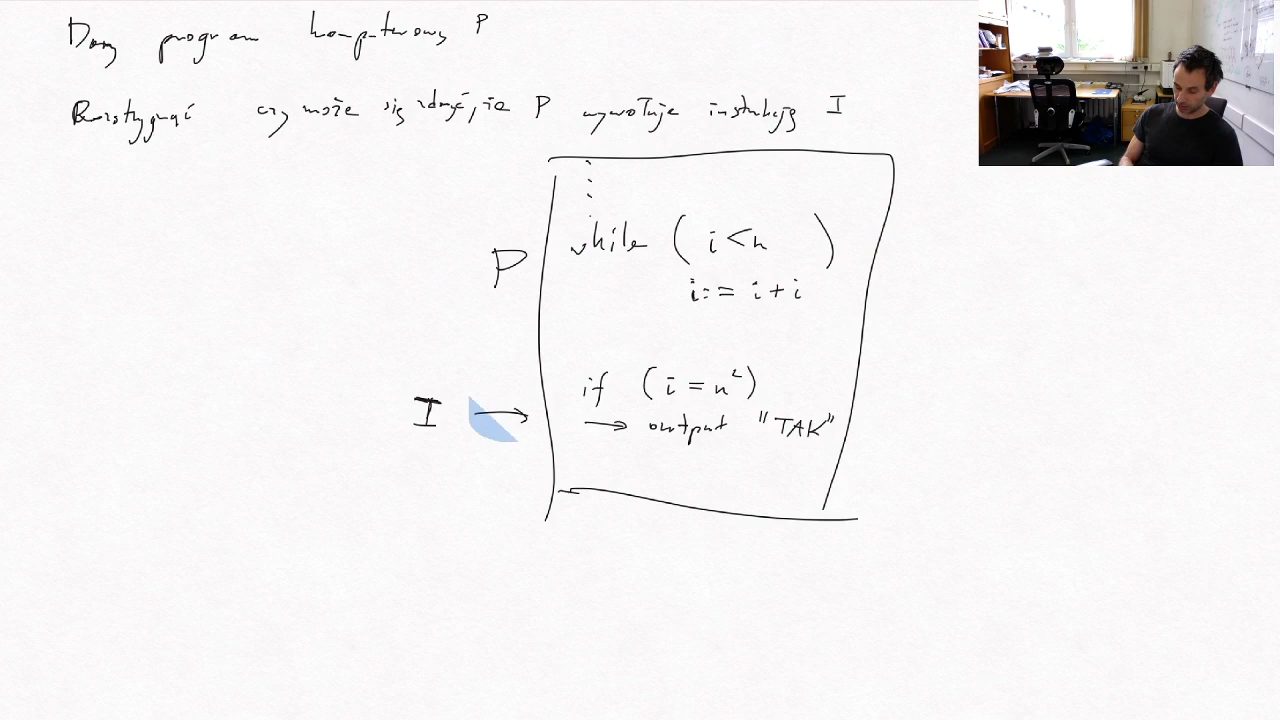 Dany program komputerowy P
Rozstrzygnąć czy może się zdarzyć, że P wywołuje instrukcję I
while ( i < n )
P
i := i + i
if ( i = n² )
I → → output "TAK"